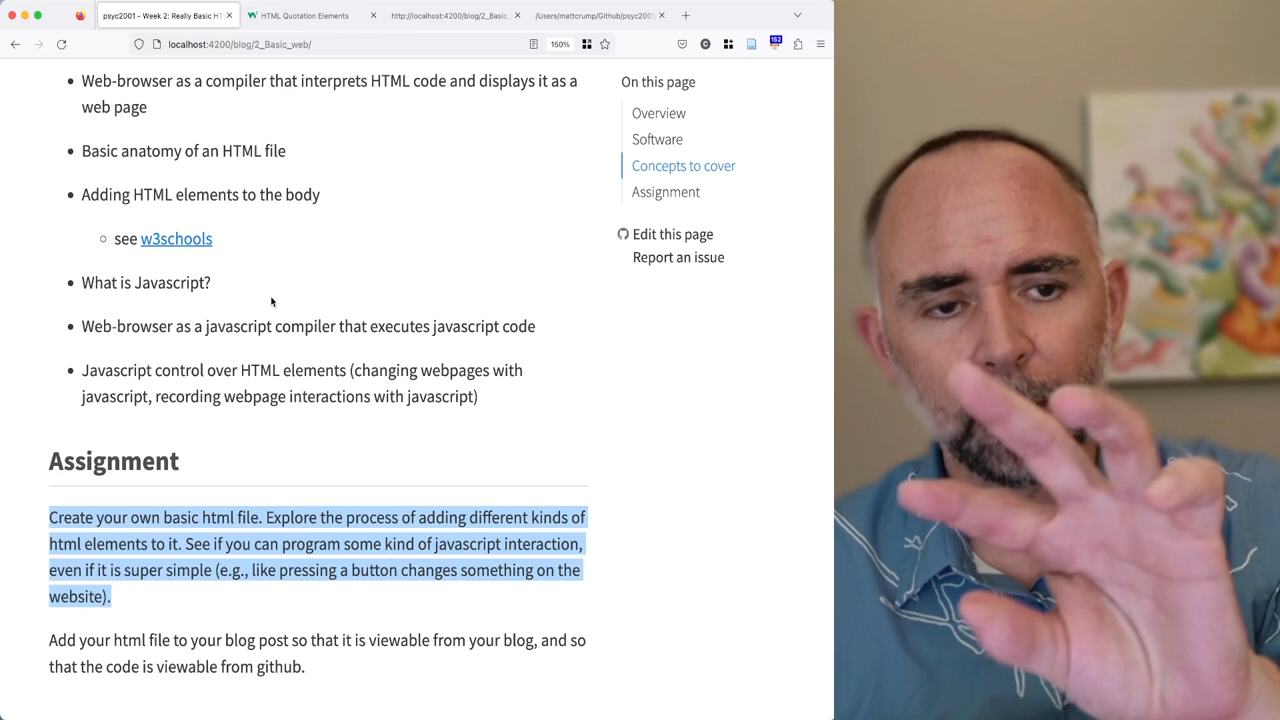 psyc2001 - Week 2: Really Basic HT
HTML Quotation Elements
http://localhost:4200/blog/2_Basic_
/Users/mattcrump/Github/psyc2001
localhost:4200/blog/2_Basic_web/
150%
152
Web-browser as a compiler that interprets HTML code and displays it as a
web page
Basic anatomy of an HTML file
Adding HTML elements to the body
see w3schools
What is Javascript?
Web-browser as a javascript compiler that executes javascript code
Javascript control over HTML elements (changing webpages with
javascript, recording webpage interactions with javascript)
Assignment
Create your own basic html file. Explore the process of adding different kinds of
html elements to it. See if you can program some kind of javascript interaction,
even if it is super simple (e.g., like pressing a button changes something on the
website).
Add your html file to your blog post so that it is viewable from your blog, and so
that the code is viewable from github.
On this page
Overview
Software
Concepts to cover
Assignment
Edit this page
Report an issue